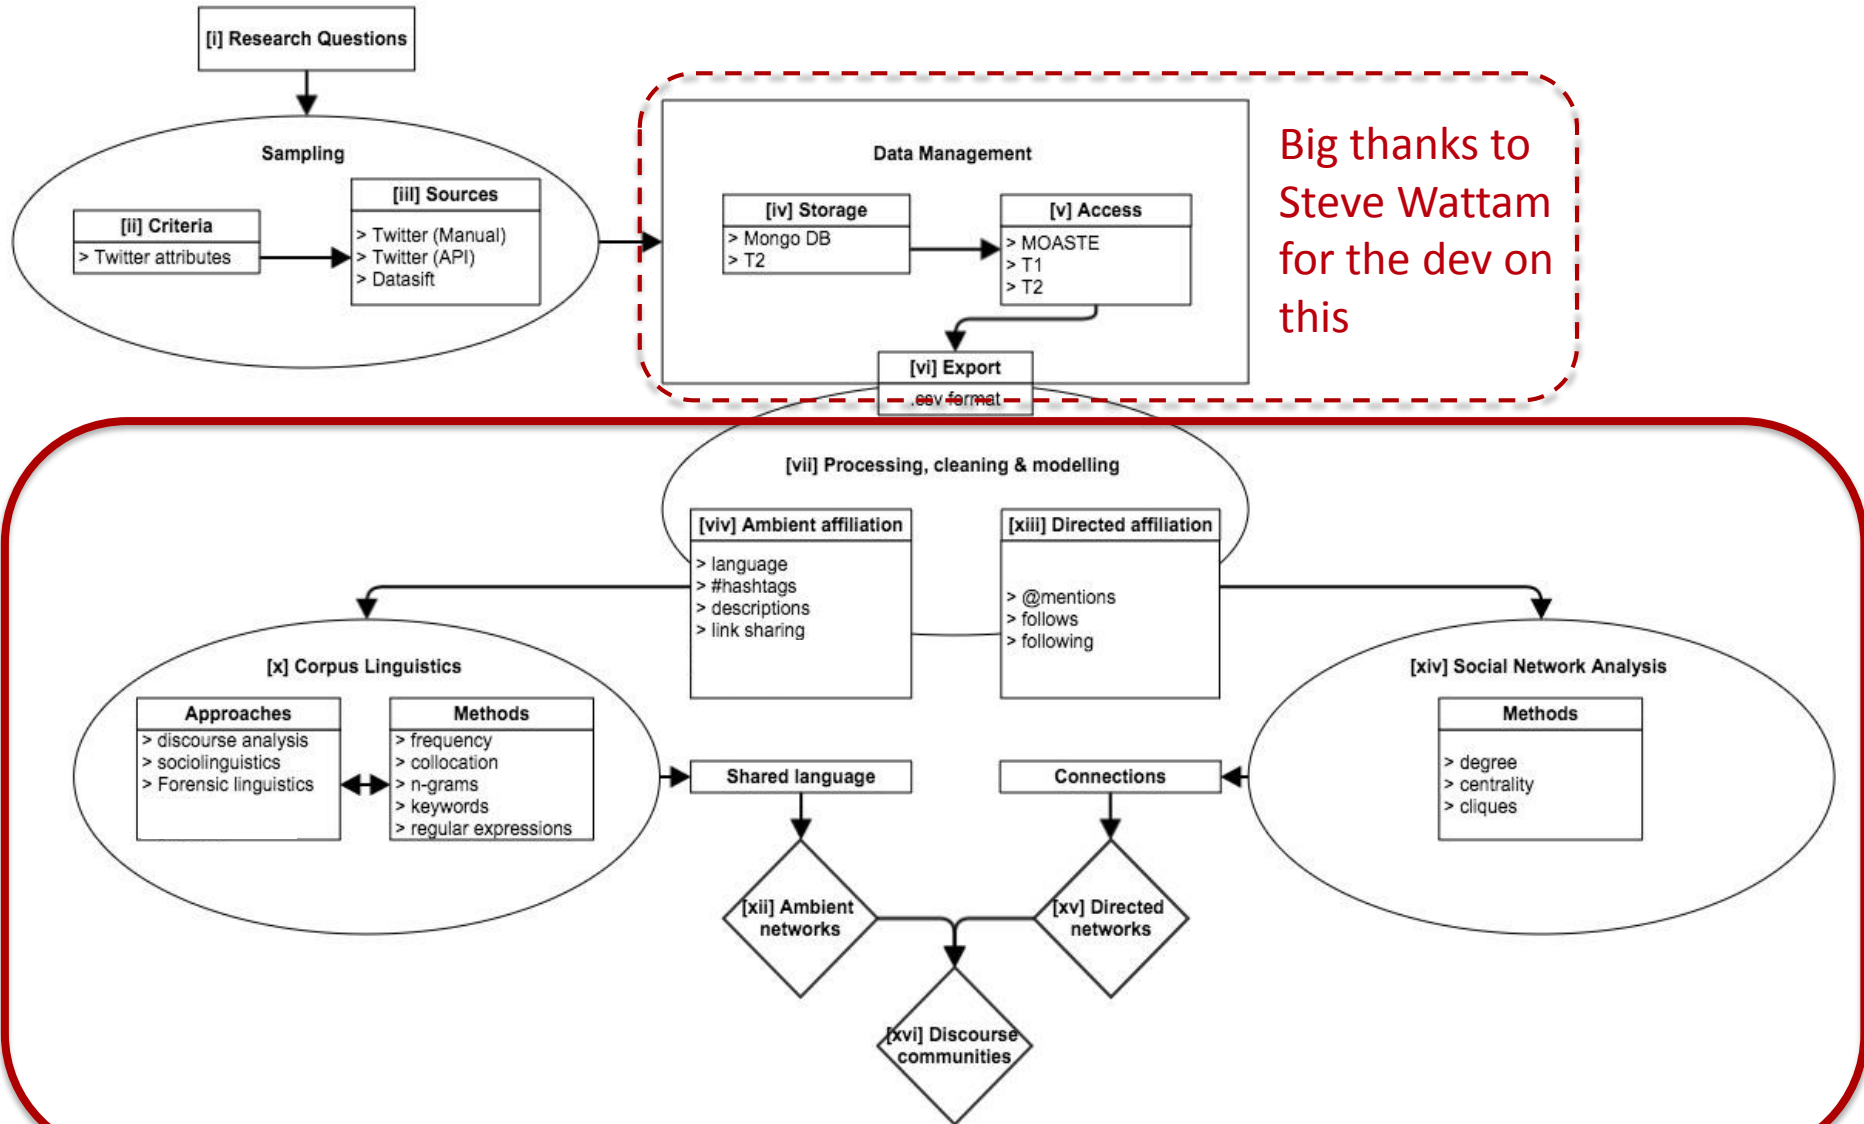 [i] Research Questions
Sampling
[ii] Criteria
> Twitter attributes
[iii] Sources
> Twitter (Manual)
> Twitter (API)
> Datasift
Data Management
[iv] Storage
> Mongo DB
> T2
[v] Access
> MOASTE
> T1
> T2
[vi] Export
.csv format
Big thanks to
Steve Wattam
for the dev on
this
[vii] Processing, cleaning & modelling
[viv] Ambient affiliation
> language
> #hashtags
> descriptions
> link sharing
[xiii] Directed affiliation
> @mentions
> follows
> following
[x] Corpus Linguistics
Approaches
> discourse analysis
> sociolinguistics
> Forensic linguistics
Methods
> frequency
> collocation
> n-grams
> keywords
> regular expressions
Shared language
Connections
[xiv] Social Network Analysis
Methods
> degree
> centrality
> cliques
[xii] Ambient
networks
[xv] Directed
networks
[xvi] Discourse
communities